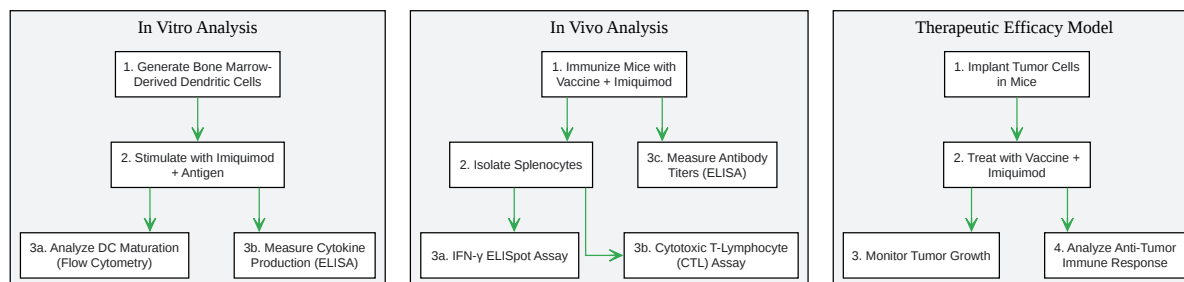 In Vitro Analysis
1. Generate Bone Marrow-
Derived Dendritic Cells
2. Stimulate with Imiquimod
+ Antigen
3a. Analyze DC Maturation
(Flow Cytometry)
3b. Measure Cytokine
Production (ELISA)
In Vivo Analysis
1. Immunize Mice with
Vaccine + Imiquimod
2. Isolate Splenocytes
3c. Measure Antibody
Titers (ELISA)
3a. IFN-γ ELISpot Assay
3b. Cytotoxic T-Lymphocyte
(CTL) Assay
Therapeutic Efficacy Model
1. Implant Tumor Cells
in Mice
2. Treat with Vaccine +
Imiquimod
3. Monitor Tumor Growth
4. Analyze Anti-Tumor
Immune Response